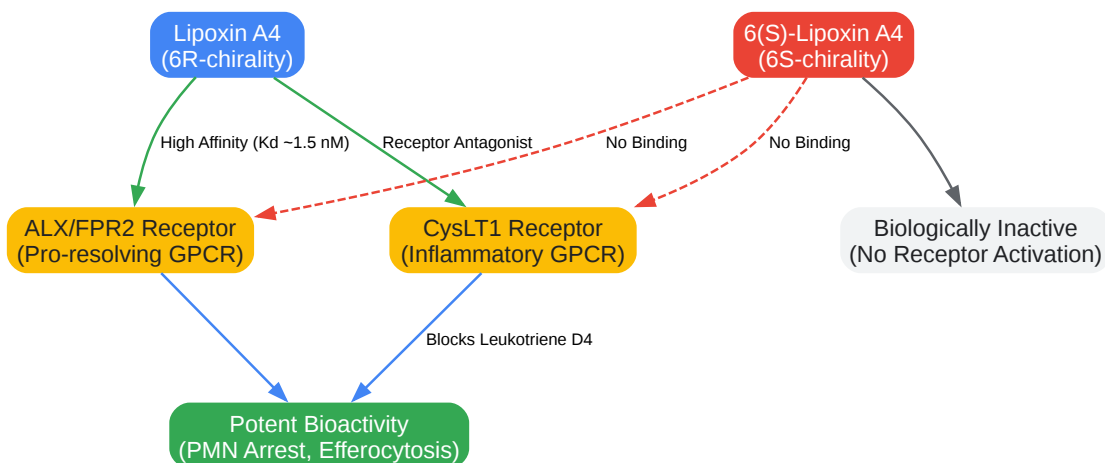 Lipoxin A4
(6R-chirality)
6(S)-Lipoxin A4
(6S-chirality)
High Affinity (Kd ~1.5 nM)
Receptor Antagonist
No Binding
No Binding
ALX/FPR2 Receptor
(Pro-resolving GPCR)
CysLT1 Receptor
(Inflammatory GPCR)
Biologically Inactive
(No Receptor Activation)
Blocks Leukotriene D4
Potent Bioactivity
(PMN Arrest, Efferocytosis)